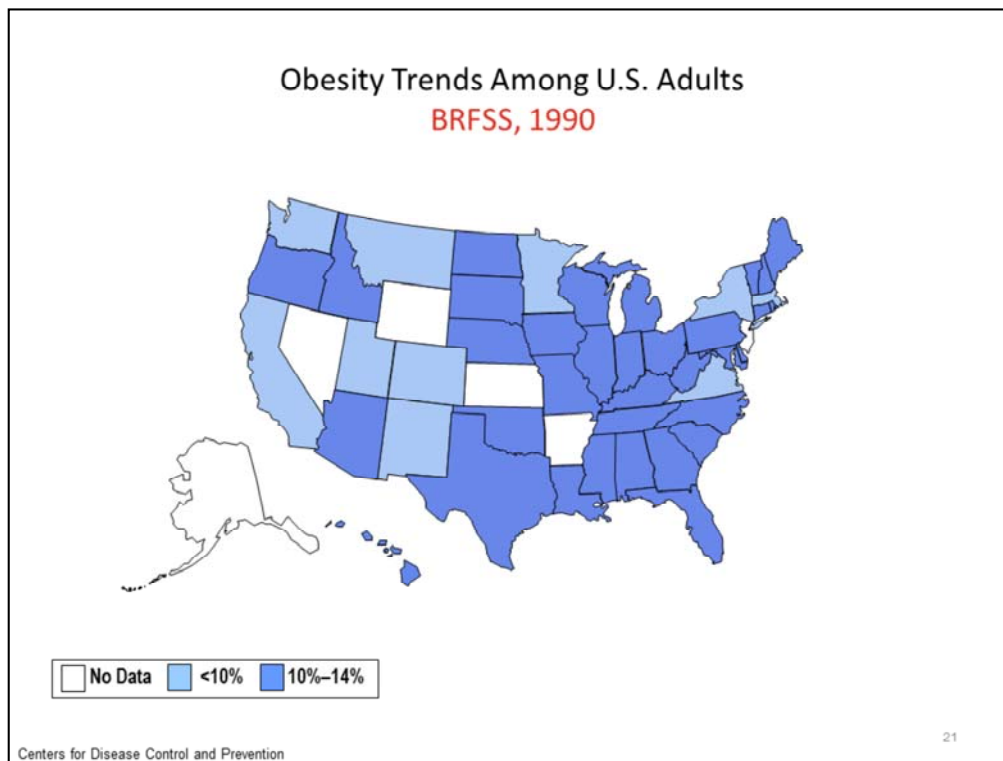 Obesity Trends Among U.S. Adults
BRFSS, 1990
No Data <10% 10%–14%
Centers for Disease Control and Prevention
21